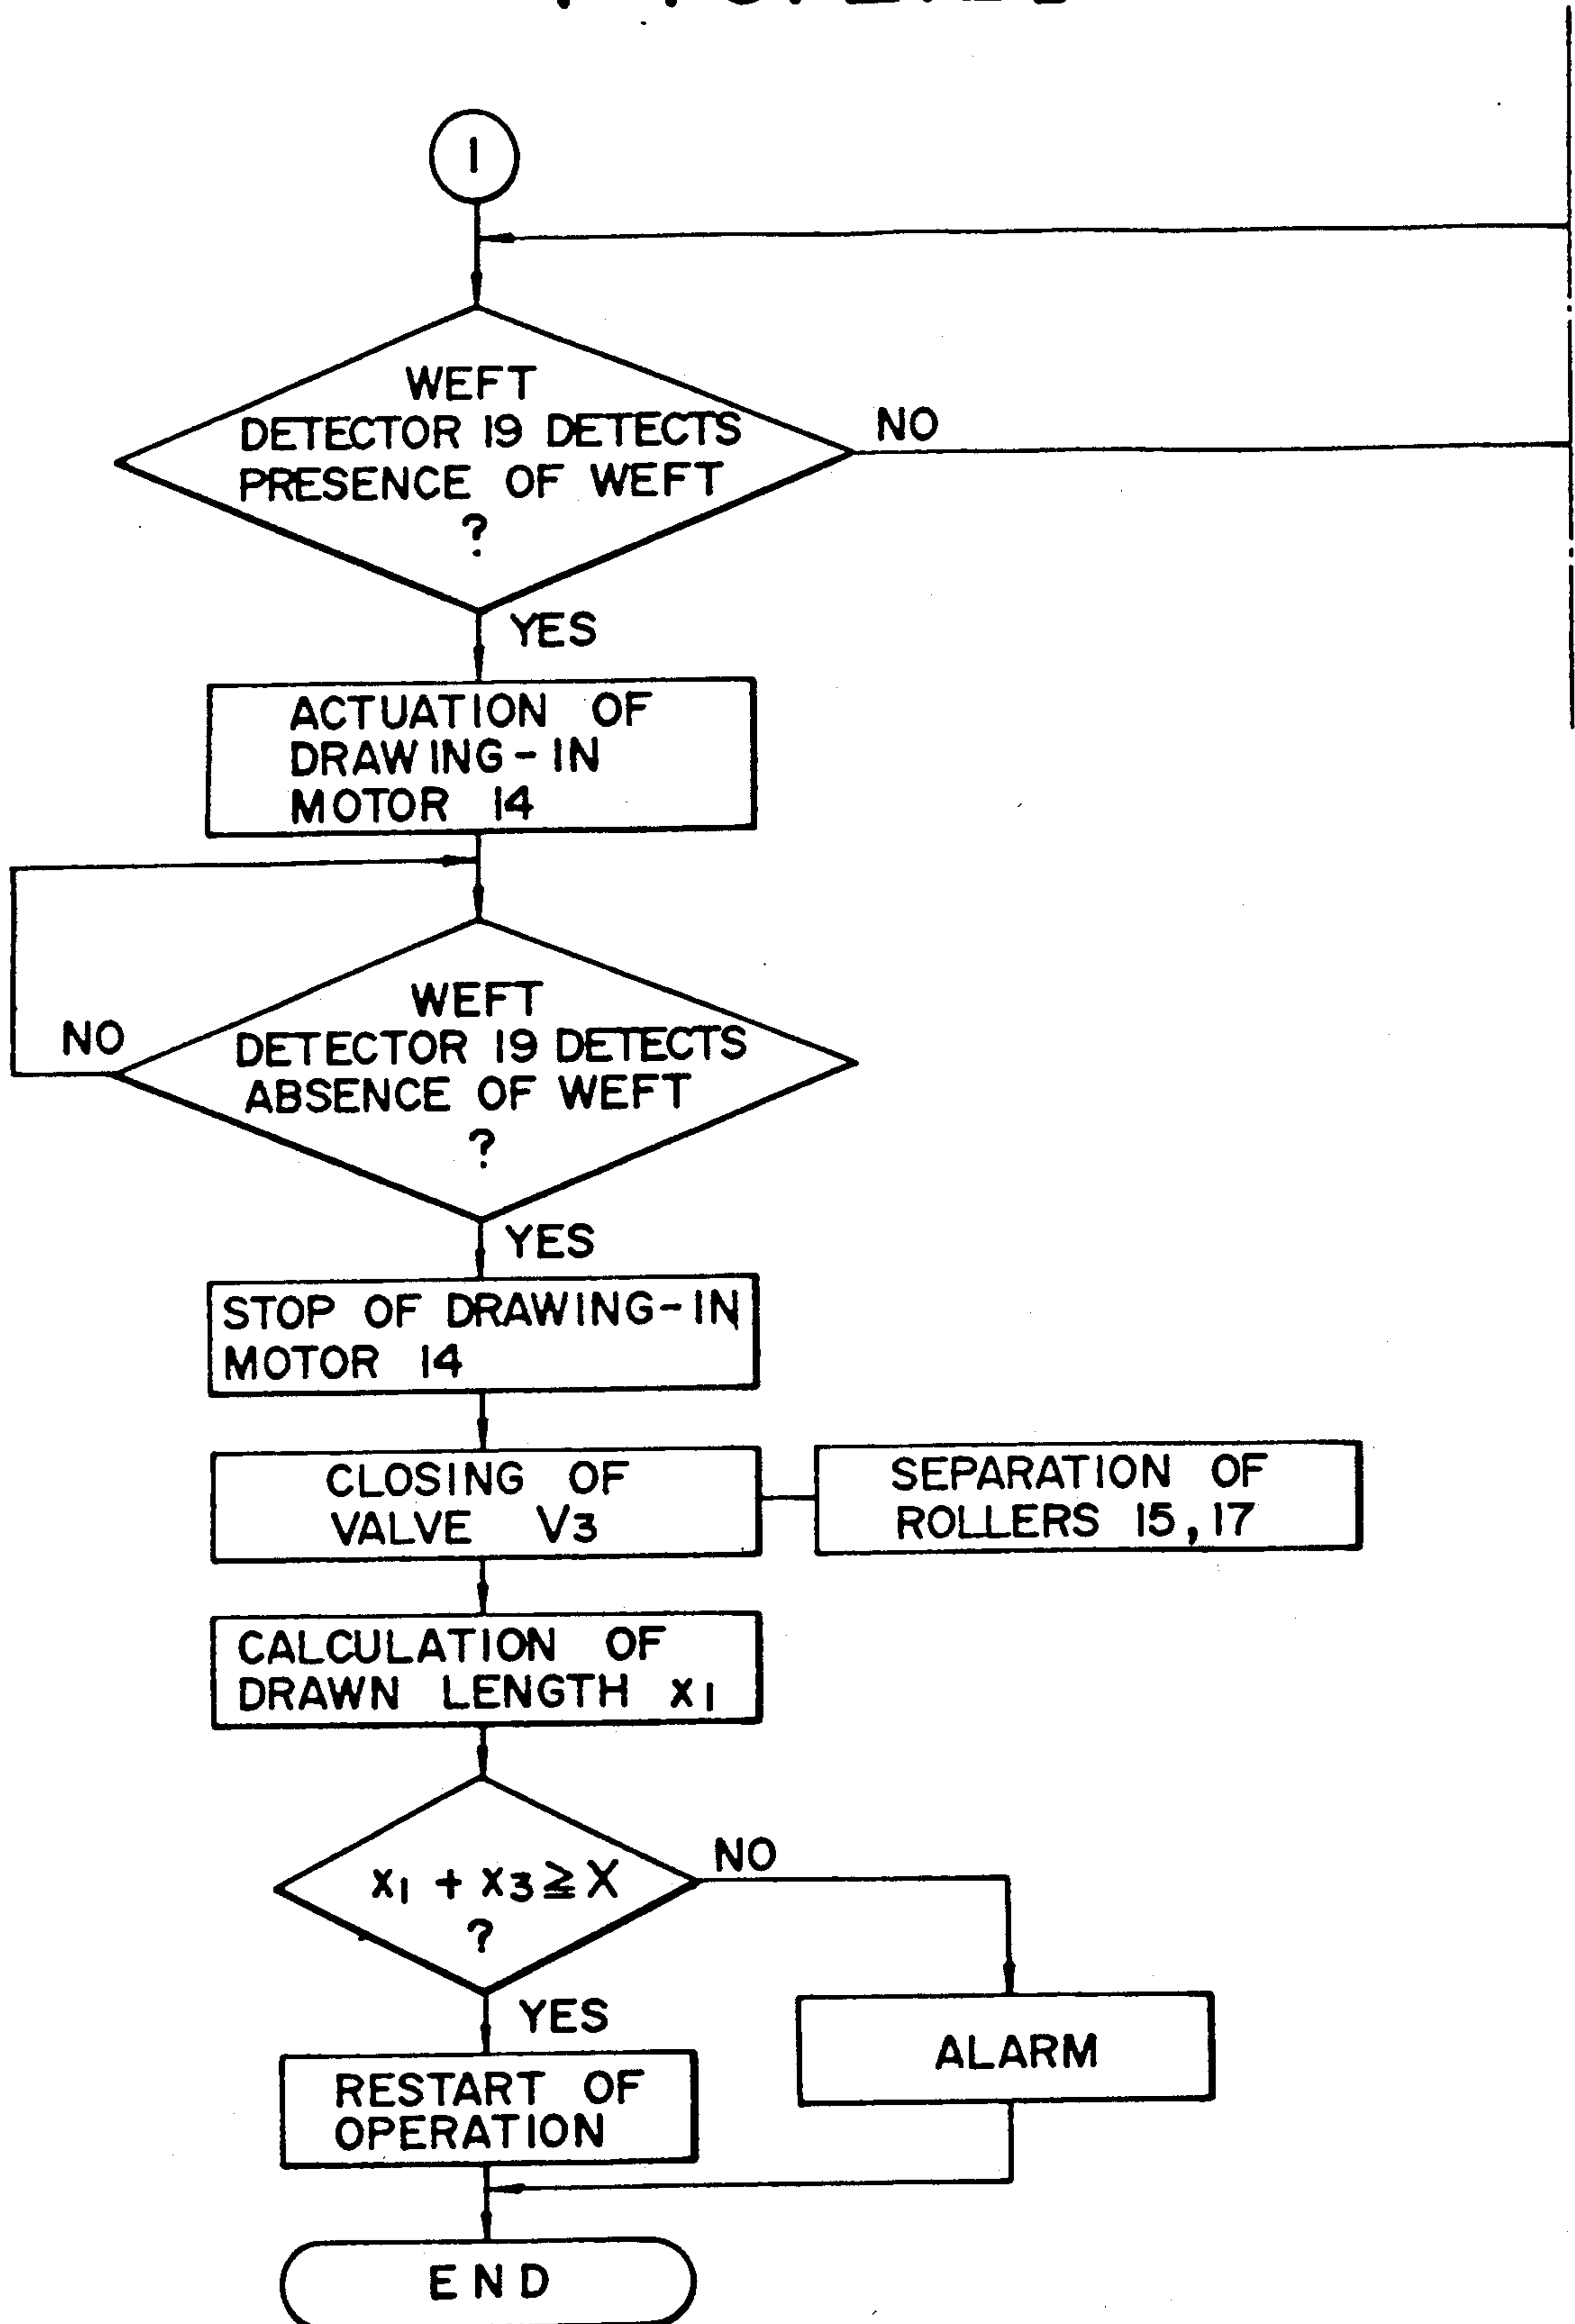 1
WEFT
DETECTOR 19 DETECTS
PRESENCE OF WEFT
?
NO
YES
ACTUATION OF
DRAWING-IN
MOTOR 14
WEFT
DETECTOR 19 DETECTS
ABSENCE OF WEFT
?
NO
YES
STOP OF DRAWING-IN
MOTOR 14
CLOSING OF
VALVE V3
SEPARATION OF
ROLLERS 15, 17
CALCULATION OF
DRAWN LENGTH x1
x1 + x3 ≧ X
?
NO
YES
ALARM
RESTART OF
OPERATION
END